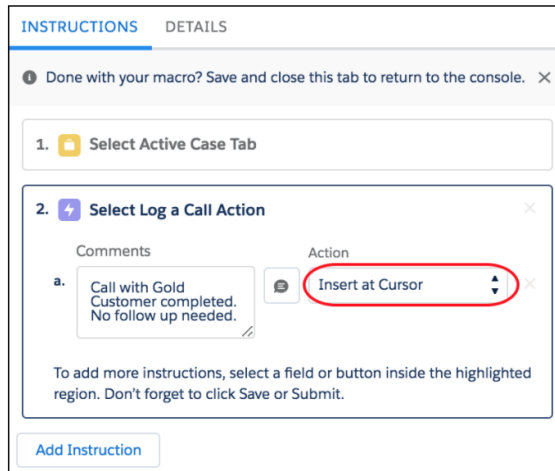 INSTRUCTIONS DETAILS
Done with your macro? Save and close this tab to return to the console.
1. Select Active Case Tab
2. Select Log a Call Action
Comments Action
a. Call with Gold Insert at Cursor
Customer completed.
No follow up needed.
To add more instructions, select a field or button inside the highlighted
region. Don't forget to click Save or Submit.
Add Instruction